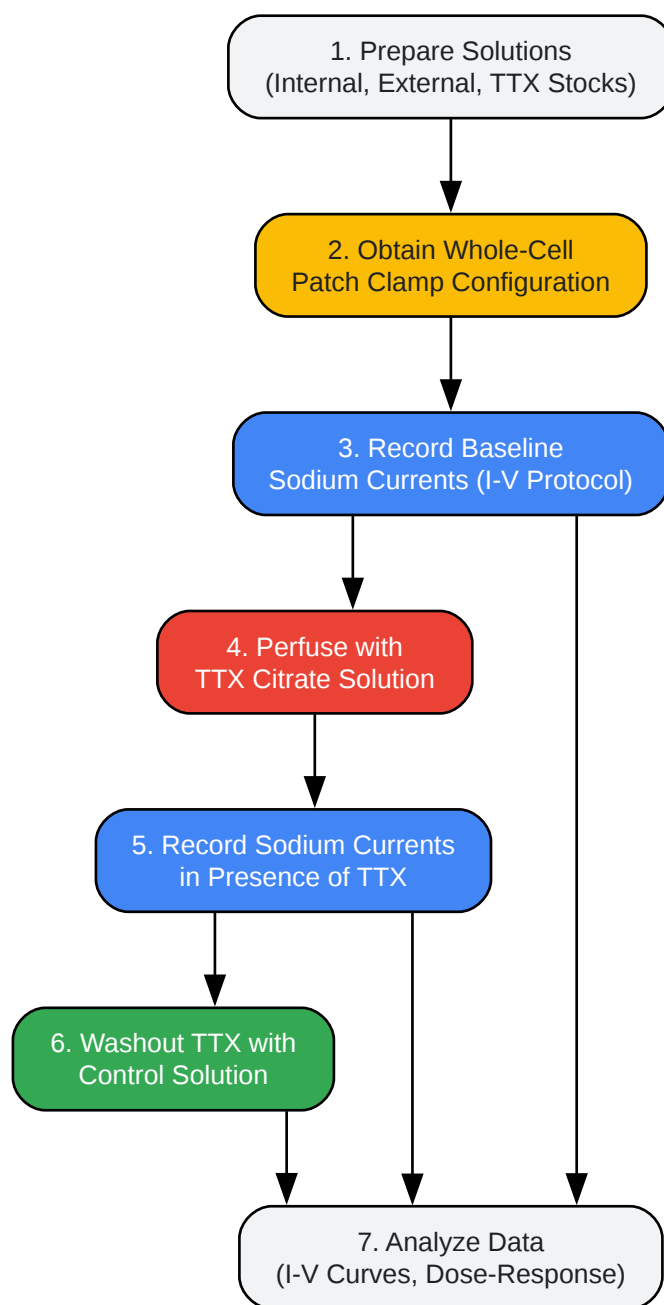 1. Prepare Solutions
(Internal, External, TTX Stocks)
2. Obtain Whole-Cell
Patch Clamp Configuration
3. Record Baseline
Sodium Currents (I-V Protocol)
4. Perfuse with
TTX Citrate Solution
5. Record Sodium Currents
in Presence of TTX
6. Washout TTX with
Control Solution
7. Analyze Data
(I-V Curves, Dose-Response)